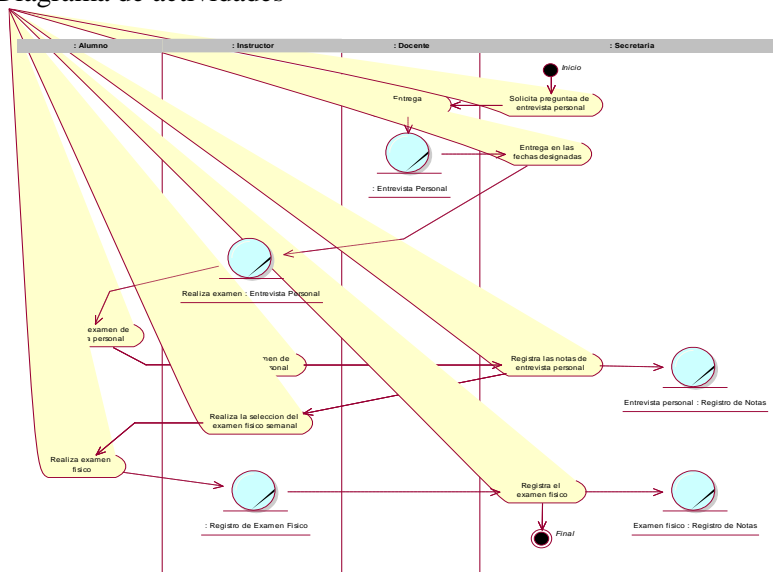 Diagrama de actividades
: Alumno
: Instructor
: Docente
: Secretaria
Inicio
Entrega
Solicita preguntaa de
entrevista personal
Entrega en las
fechas designadas
: Entrevista Personal
Realiza examen : Entrevista Personal
examen de
personal
Registra las notas de
entrevista personal
Entrevista personal : Registro de Notas
Realiza la seleccion del
examen fisico semanal
Realiza examen
fisico
: Registro de Examen Fisico
Registra el
examen fisico
Examen fisico : Registro de Notas
Final